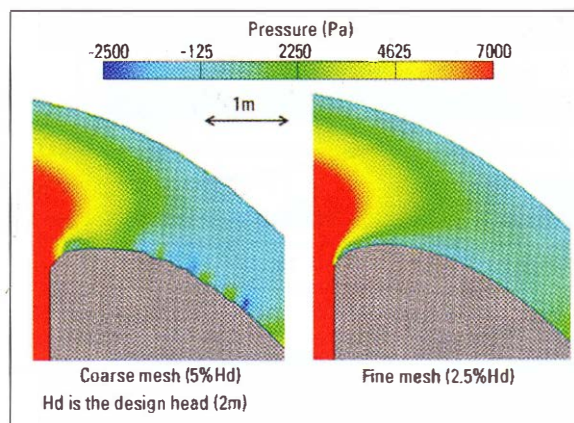 Pressure (Pa)
-2500 -125 2250 4625 7000
1m
Coarse mesh (5%Hd)
Fine mesh (2.5%Hd)
Hd is the design head (2m)